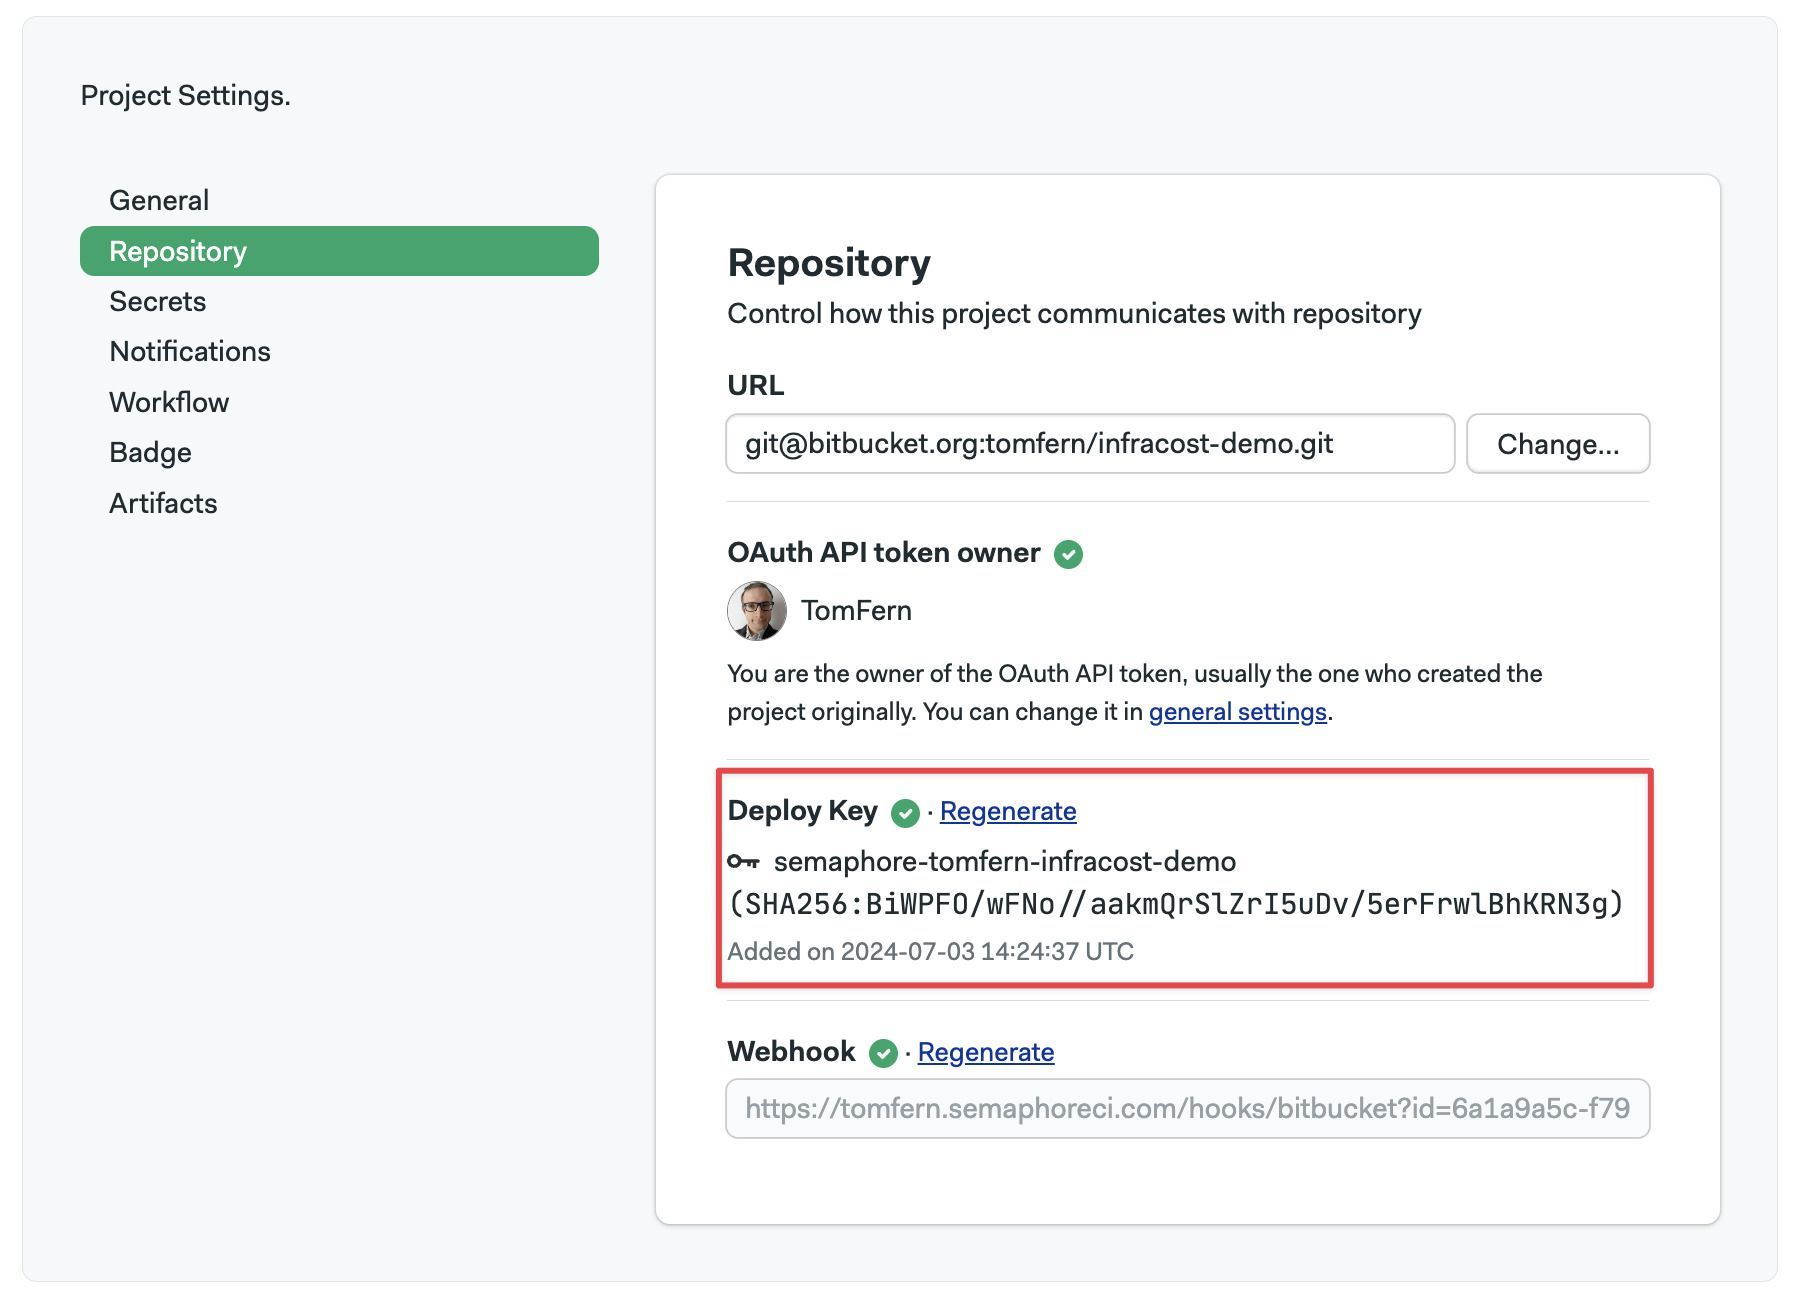 Project Settings.
General
Repository
Secrets
Notifications
Workflow
Badge
Artifacts
Repository
Control how this project communicates with repository
URL
git@bitbucket.org:tomfern/infracost-demo.git
Change...
OAuth API token owner
TomFern
You are the owner of the OAuth API token, usually the one who created the
project originally. You can change it in general settings.
Deploy Key · Regenerate
semaphore-tomfern-infracost-demo
(SHA256:BiWPFO/wFNo//aakmQrSlZrI5uDv/5erFrwlBhKRN3g)
Added on 2024-07-03 14:24:37 UTC
Webhook · Regenerate
https://tomfern.semaphoreci.com/hooks/bitbucket?id=6a1a9a5c-f79